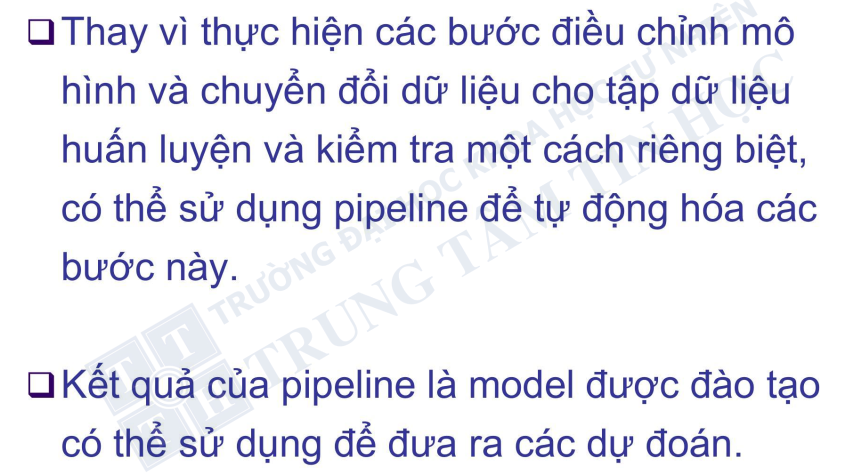 Thay vì thực hiện các bước điều chỉnh mô
hình và chuyển đổi dữ liệu cho tập dữ liệu
huấn luyện và kiểm tra một cách riêng biệt,
có thể sử dụng pipeline để tự động hóa các
bước này.
Kết quả của pipeline là model được đào tạo
có thể sử dụng để đưa ra các dự đoán.
TRƯỜNG ĐẠI HỌC KHOA HỌC TỰ NHIÊN
TRUNG TÂM TIN HỌC